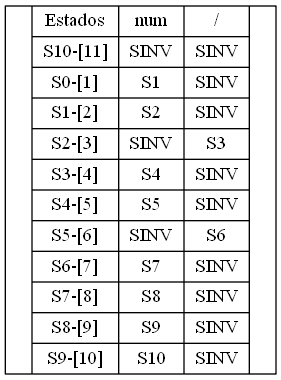 Estados num /
S10-[11] SINV SINV
S0-[1] S1 SINV
S1-[2] S2 SINV
S2-[3] SINV S3
S3-[4] S4 SINV
S4-[5] S5 SINV
S5-[6] SINV S6
S6-[7] S7 SINV
S7-[8] S8 SINV
S8-[9] S9 SINV
S9-[10] S10 SINV